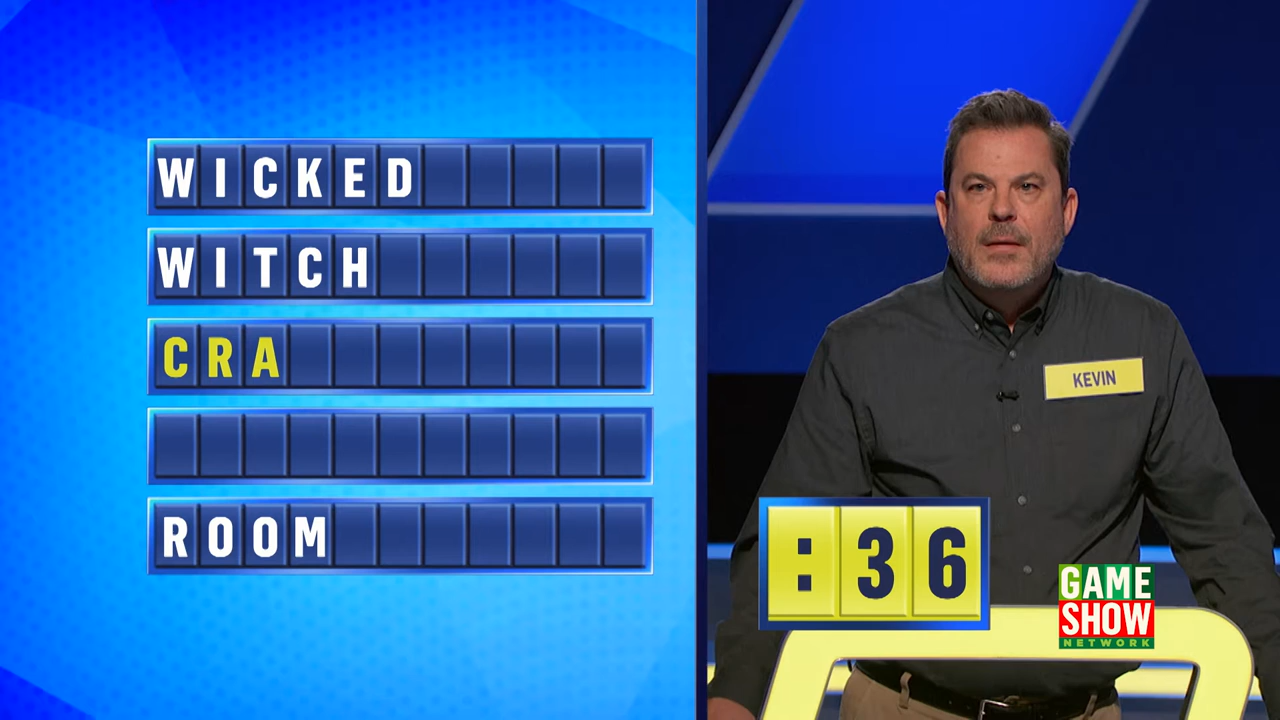 WICKED
WITCH
CRA
ROOM
KEVIN
:36
GAME
SHOW
NETWORK